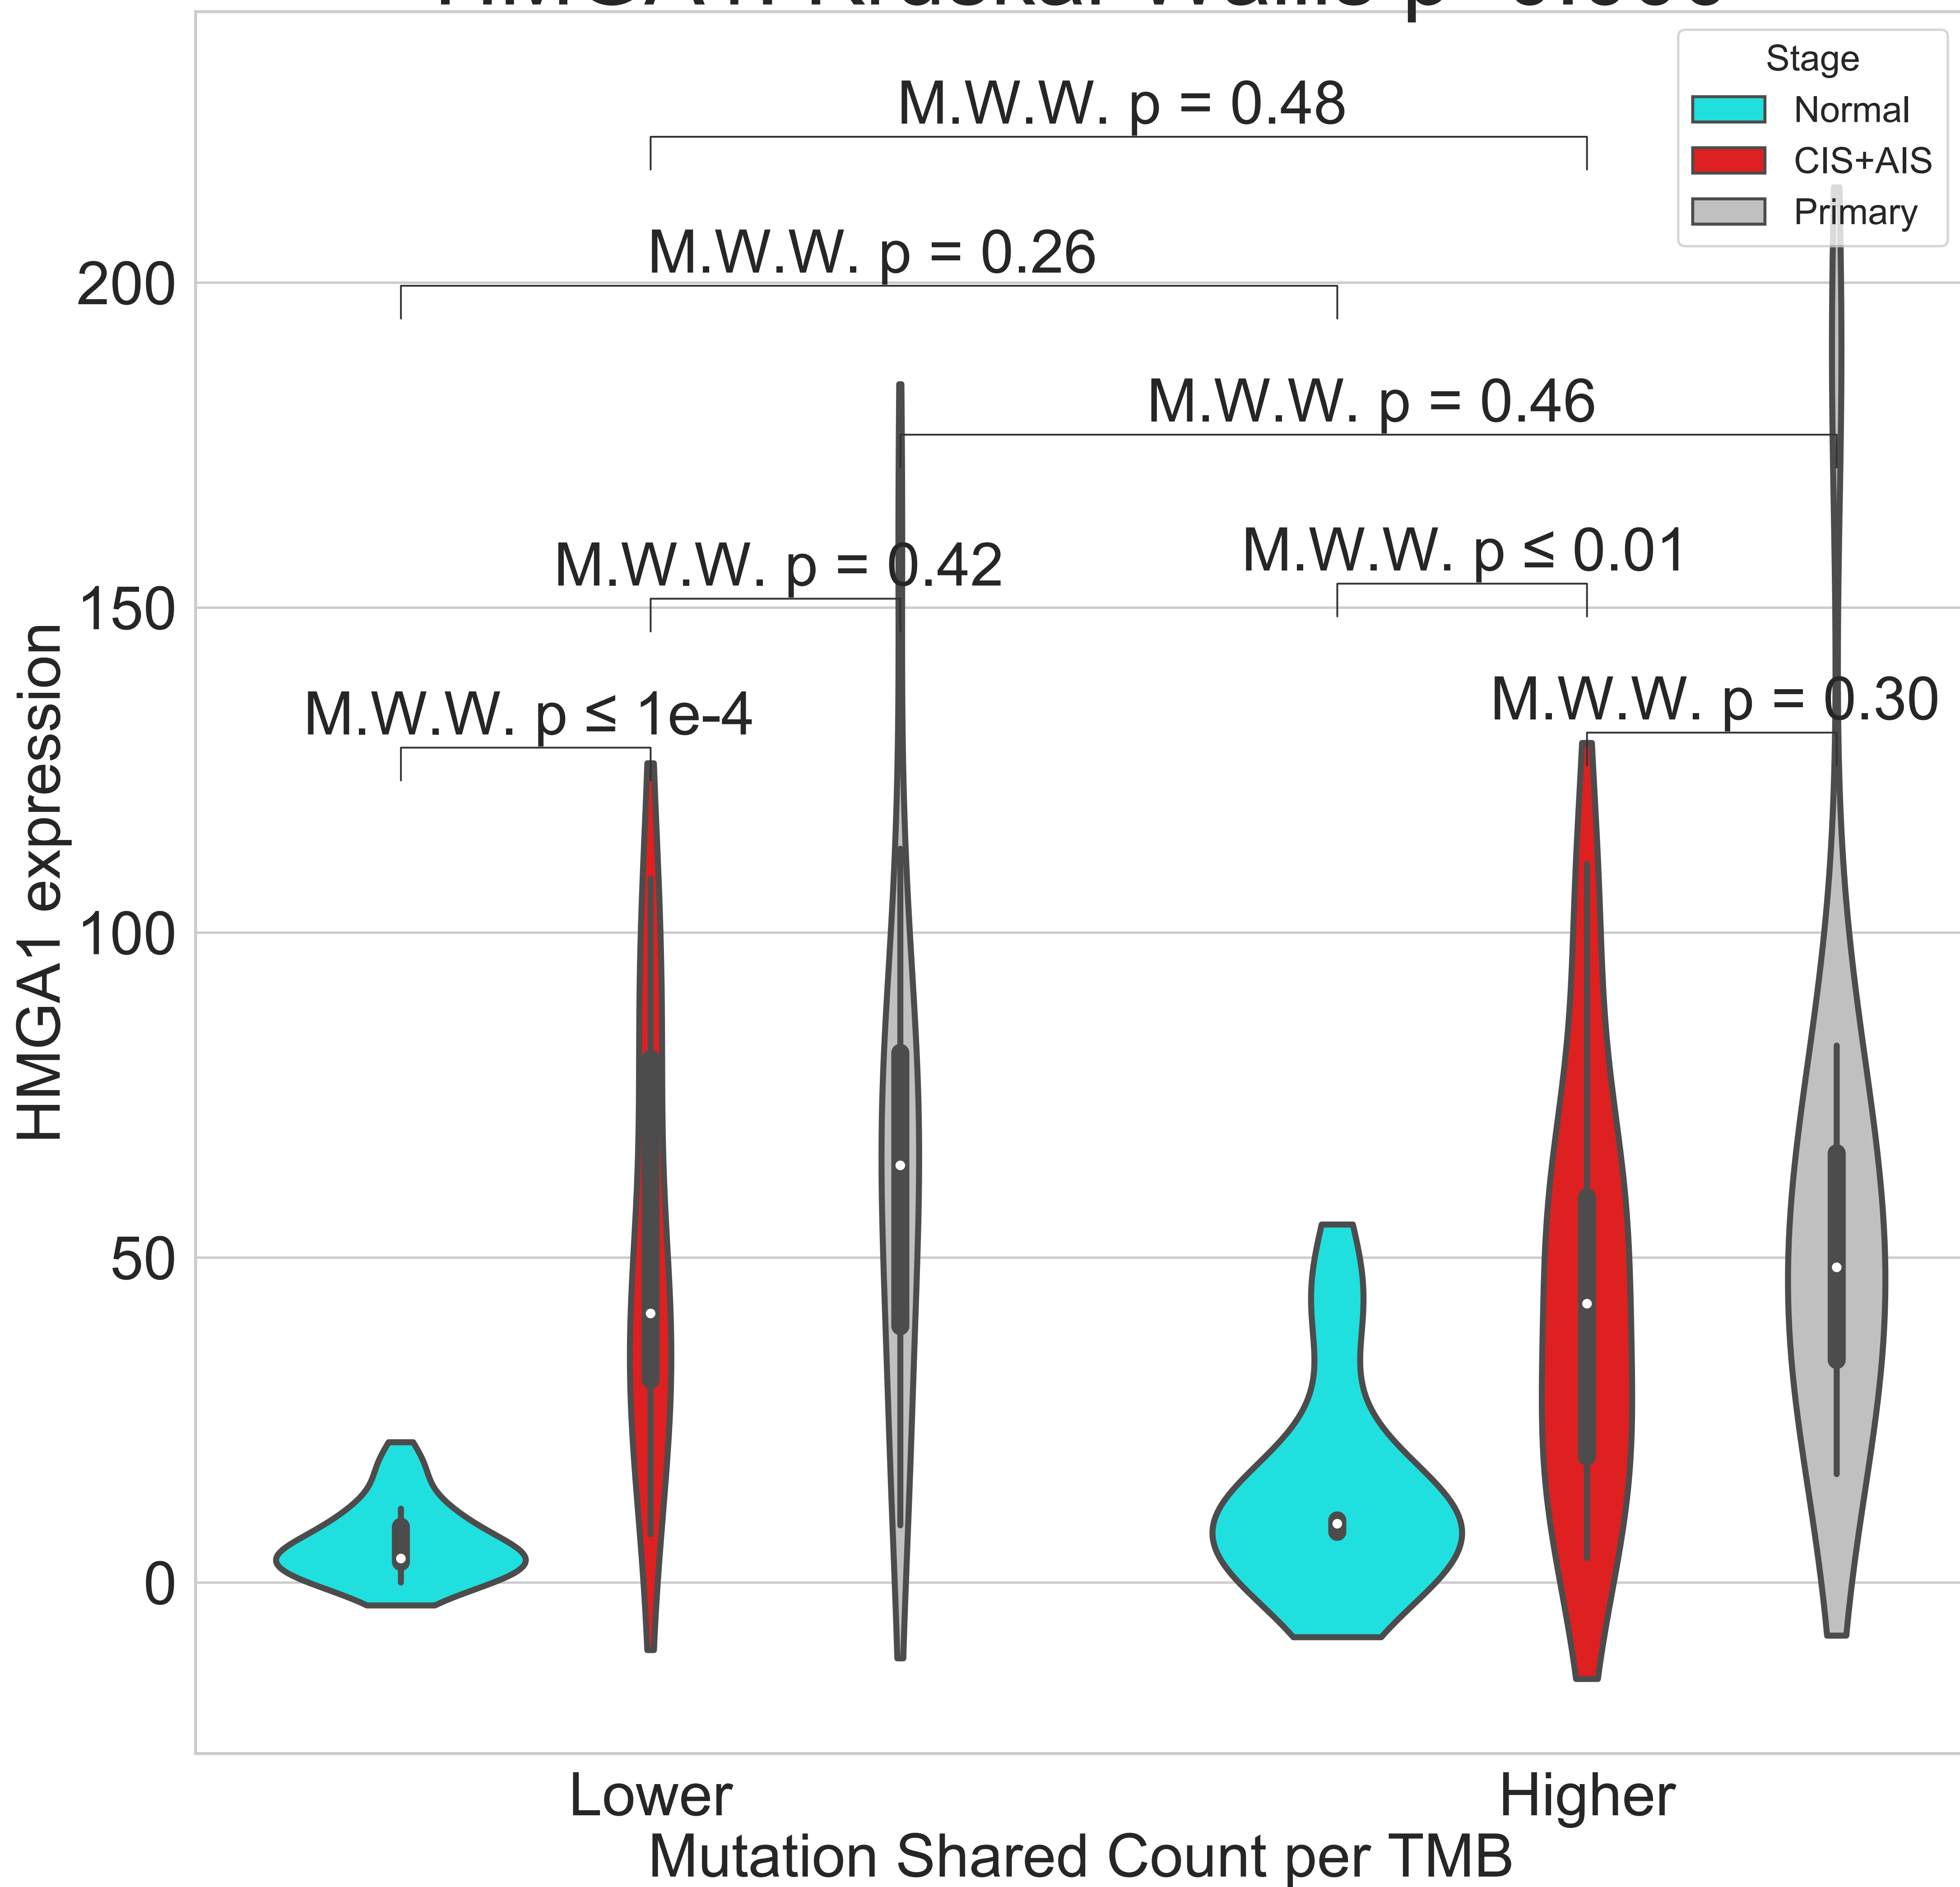 Stage
Normal
CIS+AIS
Primary
M.W.W. p = 0.48
M.W.W. p = 0.26
M.W.W. p = 0.46
M.W.W. p = 0.42
M.W.W. p ≤ 0.01
M.W.W. p ≤ 1e-4
M.W.W. p = 0.30
HMGA1 expression
200
150
100
50
0
Lower
Higher
Mutation Shared Count per TMB